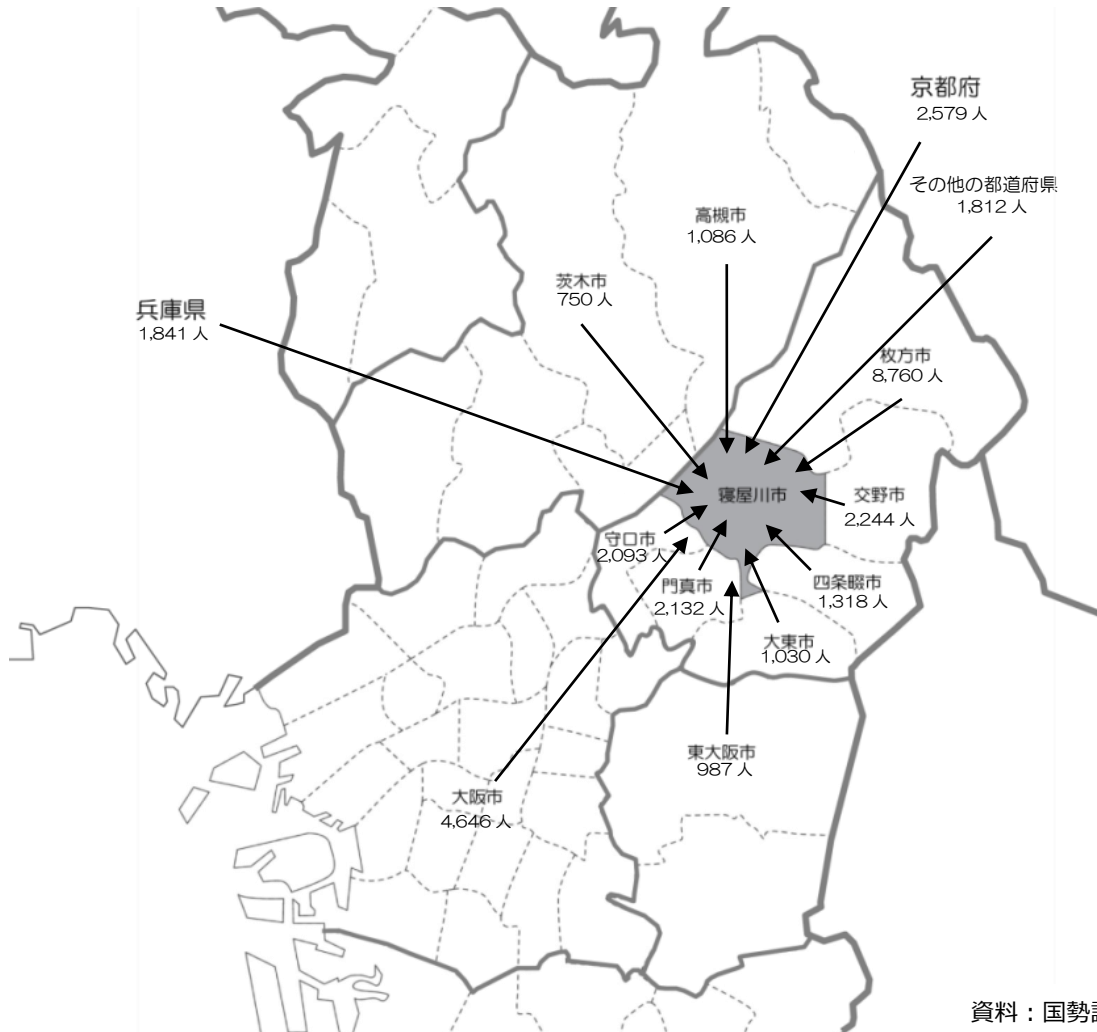 京都府
2,579 人
その他の都道府県
1,812 人
高槻市
1,086 人
茨木市
750 人
兵庫県
1,841 人
枚方市
8,760 人
寝屋川市
交野市
2,244 人
守口市
2,093 人
門真市
2,132 人
四条畷市
1,318 人
大東市
1,030 人
東大阪市
987 人
大阪市
4,646 人
資料：国勢